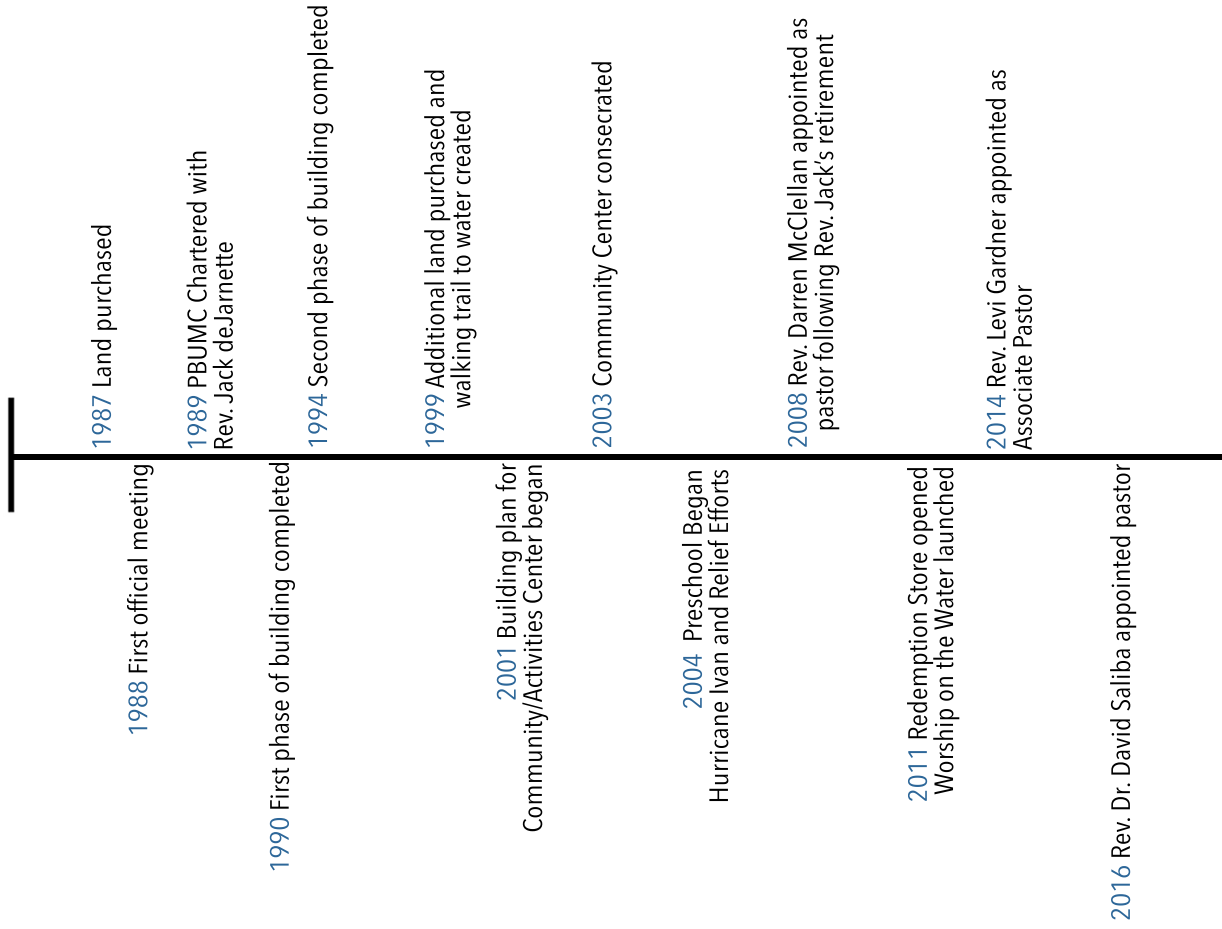 1987 Land purchased
1988 First official meeting
1989 PBUMC Chartered with
Rev. Jack deJarnette
1990 First phase of building completed
1994 Second phase of building completed
1999 Additional land purchased and
walking trail to water created
2001 Building plan for
Community/Activities Center began
2003 Community Center consecrated
2004 Preschool Began
Hurricane Ivan and Relief Efforts
2008 Rev. Darren McClellan appointed as
pastor following Rev. Jack's retirement
2011 Redemption Store opened
Worship on the Water launched
2014 Rev. Levi Gardner appointed as
Associate Pastor
2016 Rev. Dr. David Saliba appointed pastor